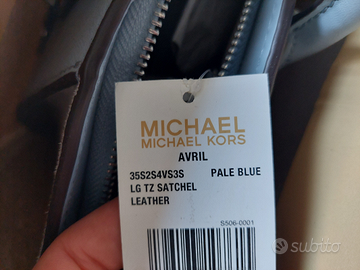 MICHAEL
MICHAEL KORS
AVRIL
35S2S4VS3S PALE BLUE
LG TZ SATCHEL
LEATHER
S506-0001
subito